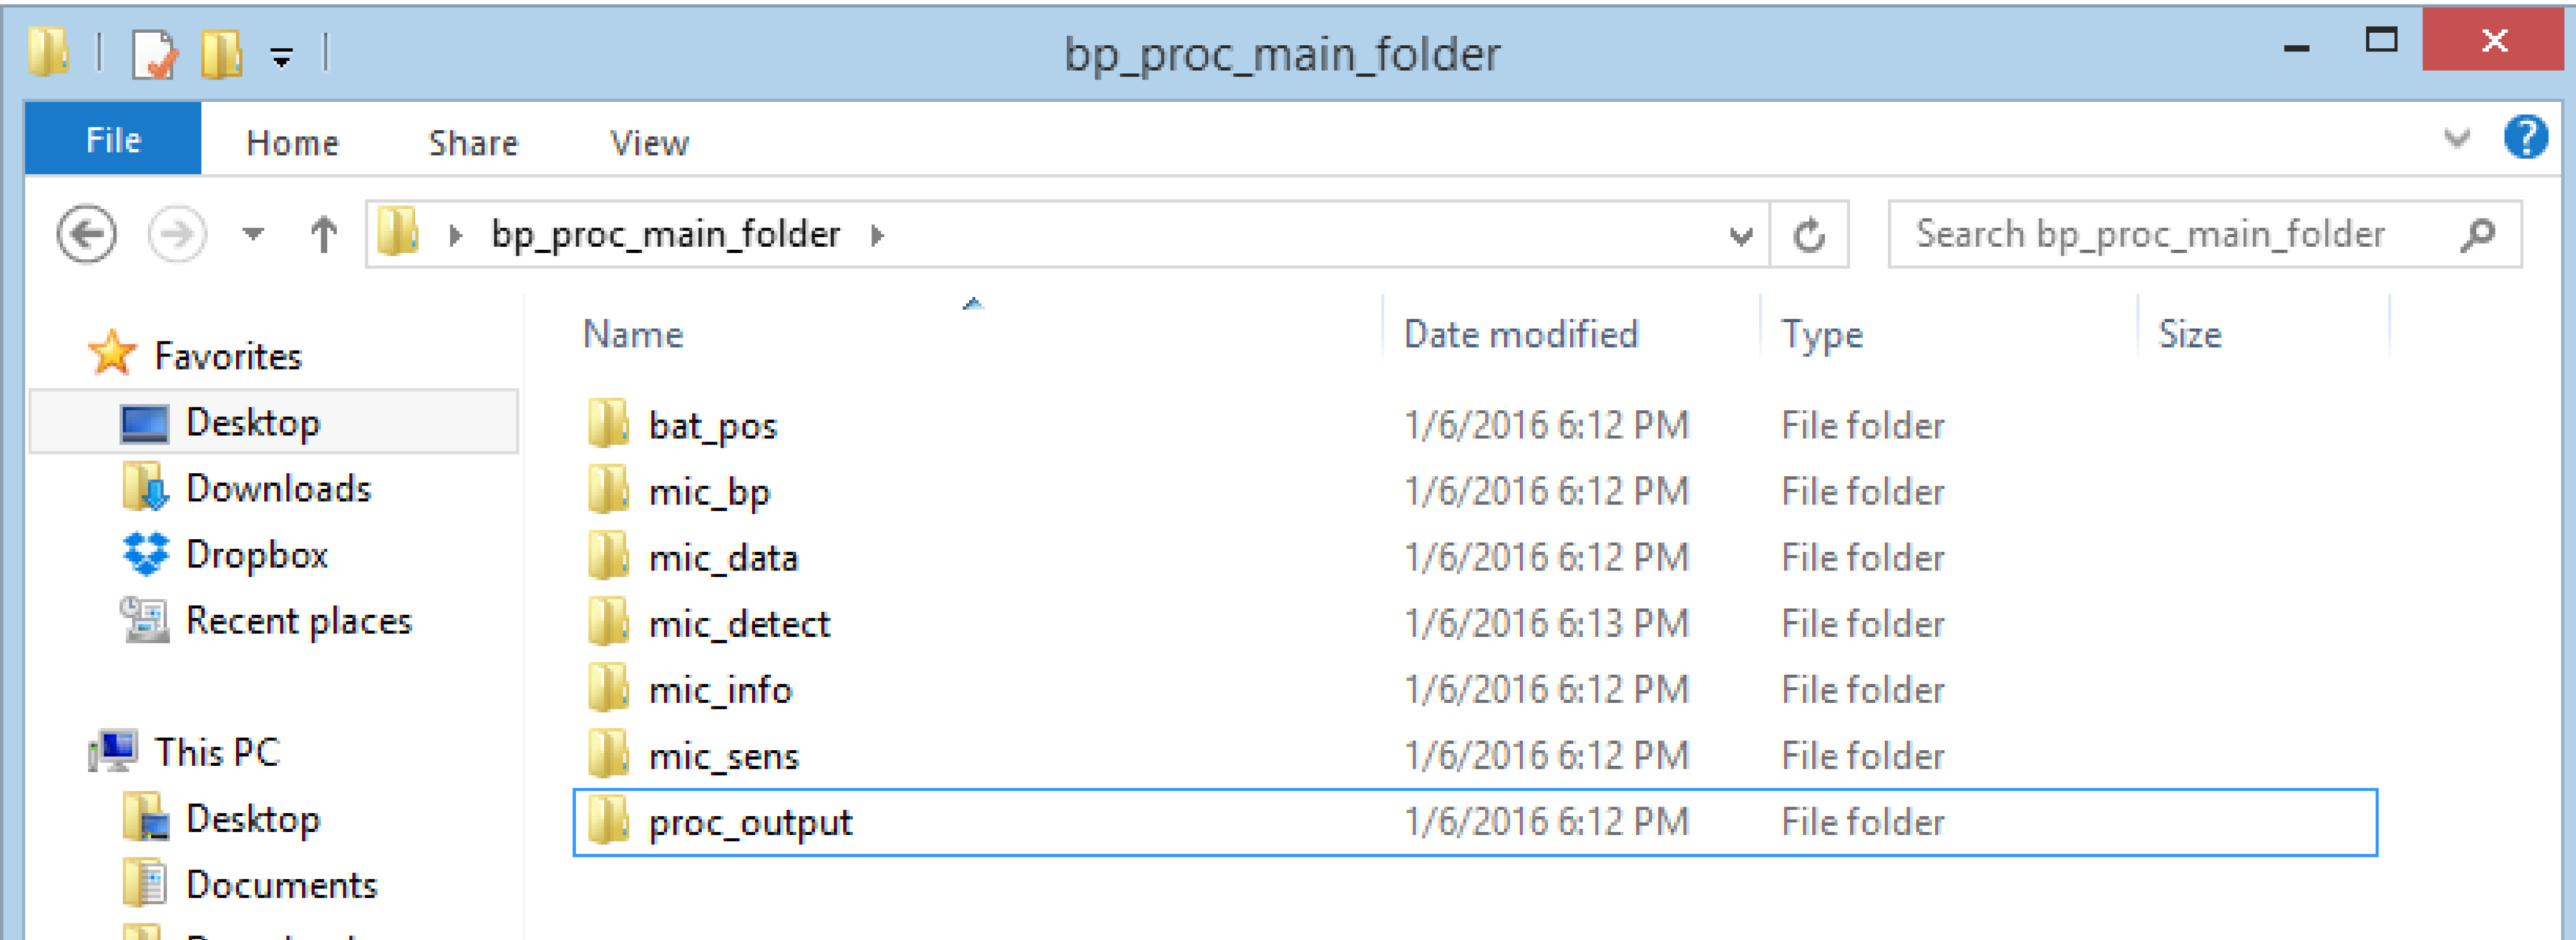 bp_proc_main_folder
File Home Share View
bp_proc_main_folder Search bp_proc_main_folder
Name Date modified Type Size
Favorites
Desktop
Downloads
Dropbox
Recent places
This PC
Desktop
Documents
bat_pos 1/6/2016 6:12 PM File folder
mic_bp 1/6/2016 6:12 PM File folder
mic_data 1/6/2016 6:12 PM File folder
mic_detect 1/6/2016 6:13 PM File folder
mic_info 1/6/2016 6:12 PM File folder
mic_sens 1/6/2016 6:12 PM File folder
proc_output 1/6/2016 6:12 PM File folder